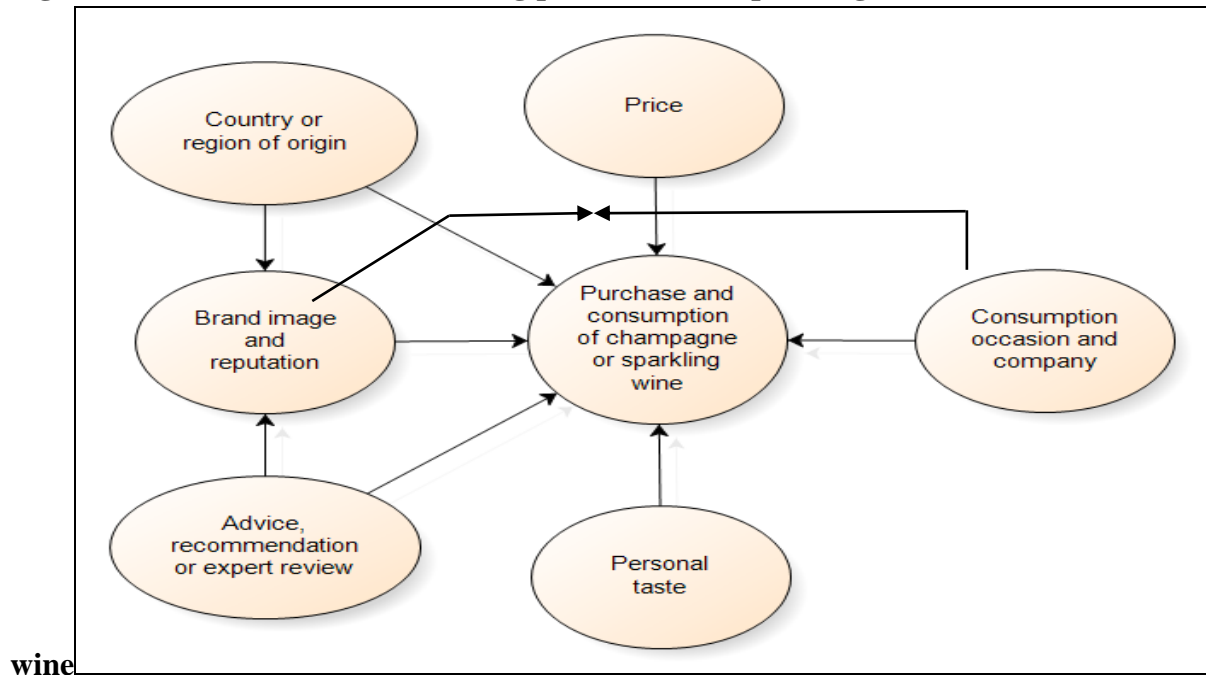 Country or
region of origin
Price
Brand image
and
reputation
Purchase and
consumption
of champagne
or sparkling
wine
Consumption
occasion and
company
Advice,
recommendation
or expert review
Personal
taste
wine